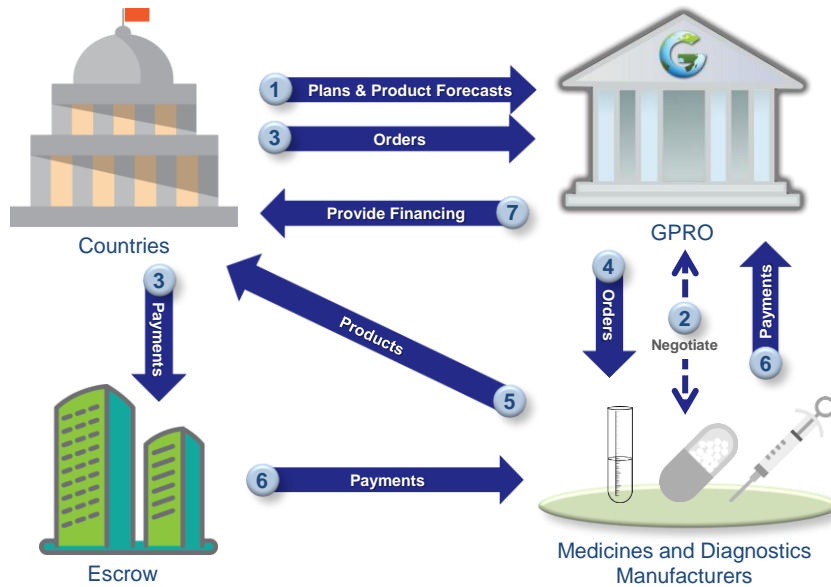 1 Plans & Product Forecasts
3 Orders
7 Provide Financing
Countries
GPRO
3 Payments
4 Orders
2
Negotiate
6 Payments
5 Products
6 Payments
Escrow
Medicines and Diagnostics
Manufacturers
G